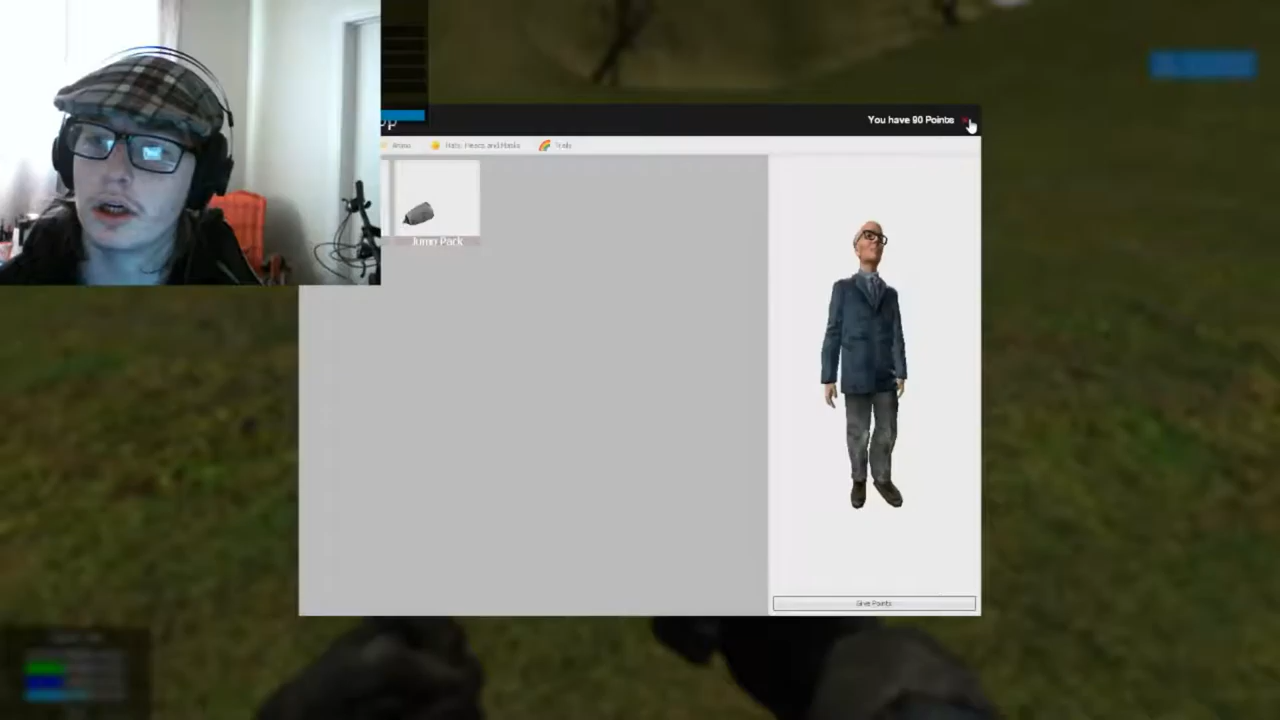 You have 90 Points
Hats, Heads and Masks
Trails
Jump Pack
Give Points